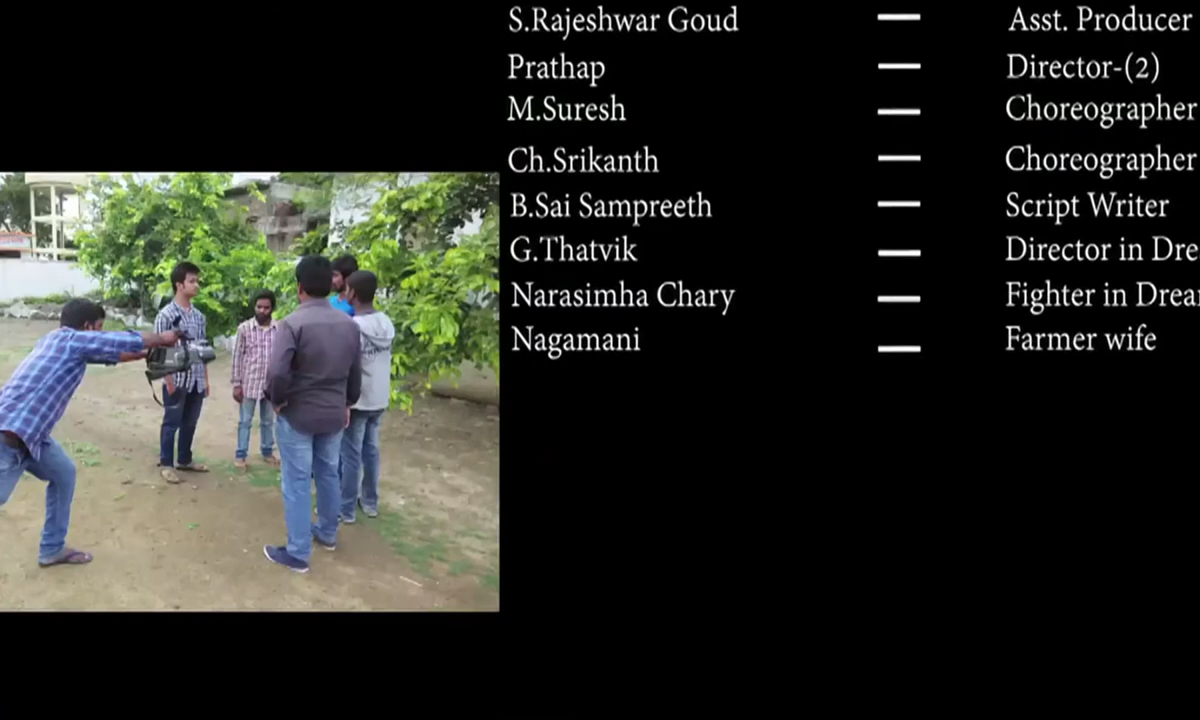 S.Rajeshwar Goud — Asst. Producer
Prathap — Director-(2)
M.Suresh — Choreographer
Ch.Srikanth — Choreographer
B.Sai Sampreeth — Script Writer
G.Thatvik — Director in
Narasimha Chary — Fighter in
Nagamani — Farmer wife